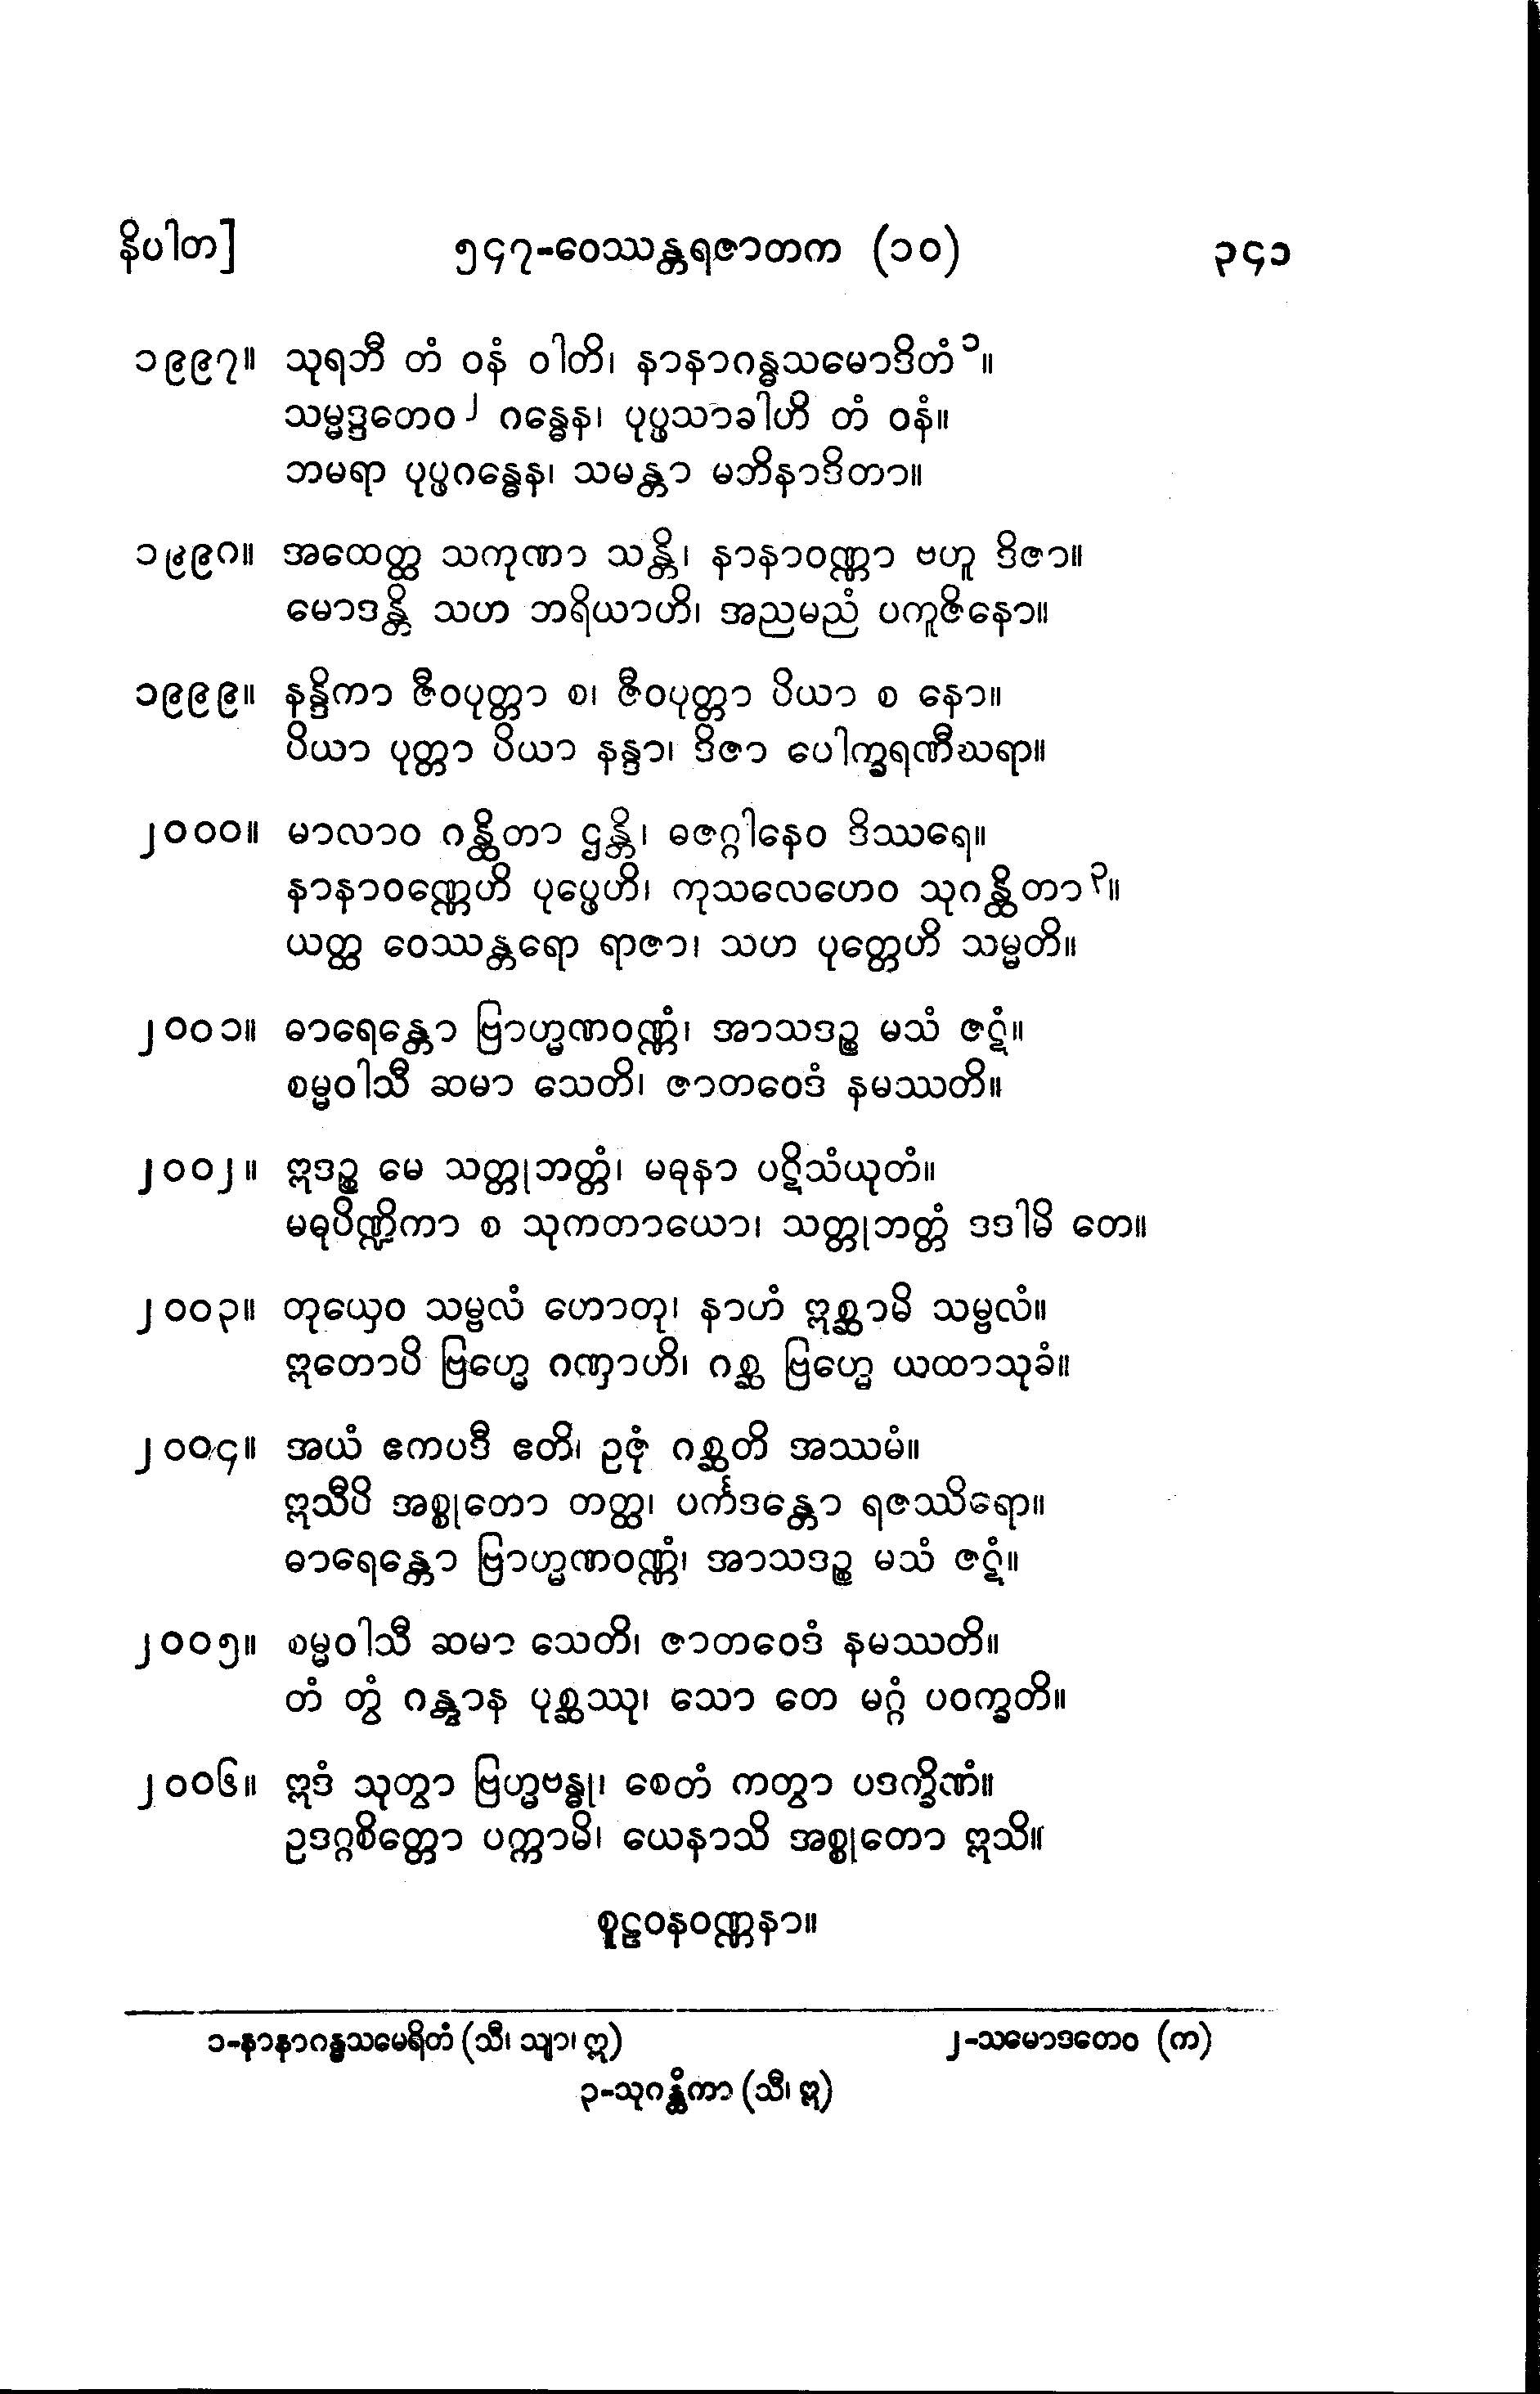 နိပါတ] ၅၄၇-ဝေဿန္တရဇာတက (၁၀) ၃၄၁
၁၉၉၇။ သုရဘီ တံ ဝနံ ဝါတိ၊ နာနာဂန္ဓသမောဒိတံ၁။
သမ္မဒ္ဒတေဝ၂ ဂန္ဓေန၊ ပုပ္ဖသာခါဟိ တံ ဝနံ။
ဘမရာ ပုပ္ဖဂန္ဓေန၊ သမန္တာ မဘိနာဒိတာ။
၁၉၉၈။ အထေတ္ထ သကုဏာ သန္တိ၊ နာနာဝဏ္ဏာ ဗဟူ ဒိဇာ။
မောဒန္တိ သဟ ဘရိယာဟိ၊ အညမညံ ပကူဇိနော။
၁၉၉၉။ နန္ဒိကာ ဇီဝပုတ္တာ စ၊ ဇီဝပုတ္တာ ပိယာ စ နော။
ပိယာ ပုတ္တာ ပိယာ နန္ဒာ၊ ဒိဇာ ပေါက္ခရဏီဃရာ။
၂၀၀၀။ မာလာဝ ဂန္ထိတာ ဌန္တိ၊ ဓဇဂ္ဂါနေဝ ဒိဿရေ။
နာနာဝဏ္ဏေဟိ ပုပ္ဖေဟိ၊ ကုသလေဟေဝ သုဂန္ထိတာ၃။
ယတ္ထ ဝေဿန္တရော ရာဇာ၊ သဟ ပုတ္တေဟိ သမ္မတိ။
၂၀၀၁။ ဓာရေန္တော ဗြာဟ္မဏဝဏ္ဏံ၊ အာသဒဉ္စ မသံ ဇဋံ။
စမ္မဝါသီ ဆမာ သေတိ၊ ဇာတဝေဒံ နမဿတိ။
၂၀၀၂။ ဣဒဉ္စ မေ သတ္တုဘတ္တံ၊ မဓုနာ ပဋိသံယုတံ။
မဓုပိဏ္ဍိကာ စ သုကတာယော၊ သတ္တုဘတ္တံ ဒဒါမိ တေ။
၂၀၀၃။ တုယှေဝ သမ္ဗလံ ဟောတု၊ နာဟံ ဣစ္ဆာမိ သမ္ဗလံ။
ဣတောပိ ဗြဟ္မေ ဂဏှာဟိ၊ ဂစ္ဆ ဗြဟ္မေ ယထာသုခံ။
၂၀၀၄။ အယံ ဧကပဒီ ဧတိ၊ ဥဇုံ ဂစ္ဆတိ အဿမံ။
ဣသီပိ အစ္စုတော တတ္ထ၊ ပင်္ကဒန္တော ရဇဿိရော။
ဓာရေန္တော ဗြာဟ္မဏဝဏ္ဏံ၊ အာသဒဉ္စ မသံ ဇဋံ။
၂၀၀၅။ စမ္မဝါသီ ဆမာ သေတိ၊ ဇာတဝေဒံ နမဿတိ။
တံ တွံ ဂန္တွာန ပုစ္ဆဿု၊ သော တေ မဂ္ဂံ ပဝက္ခတိ။
၂၀၀၆။ ဣဒံ သုတွာ ဗြဟ္မဗန္ဓု၊ စေတံ ကတွာ ပဒက္ခိဏံ။
ဥဒဂ္ဂစိတ္တော ပက္ကာမိ၊ ယေနာသိ အစ္စုတော ဣသိ။
စူဠဝနဝဏ္ဏနာ။
၁-နာနာဂန္ဓသမေရိတံ (သီ၊ သျာ၊ ဣ) ၂-သမောဒတေဝ (က)
၃-သုဂန္ထိကာ (သီ၊ ဣ)